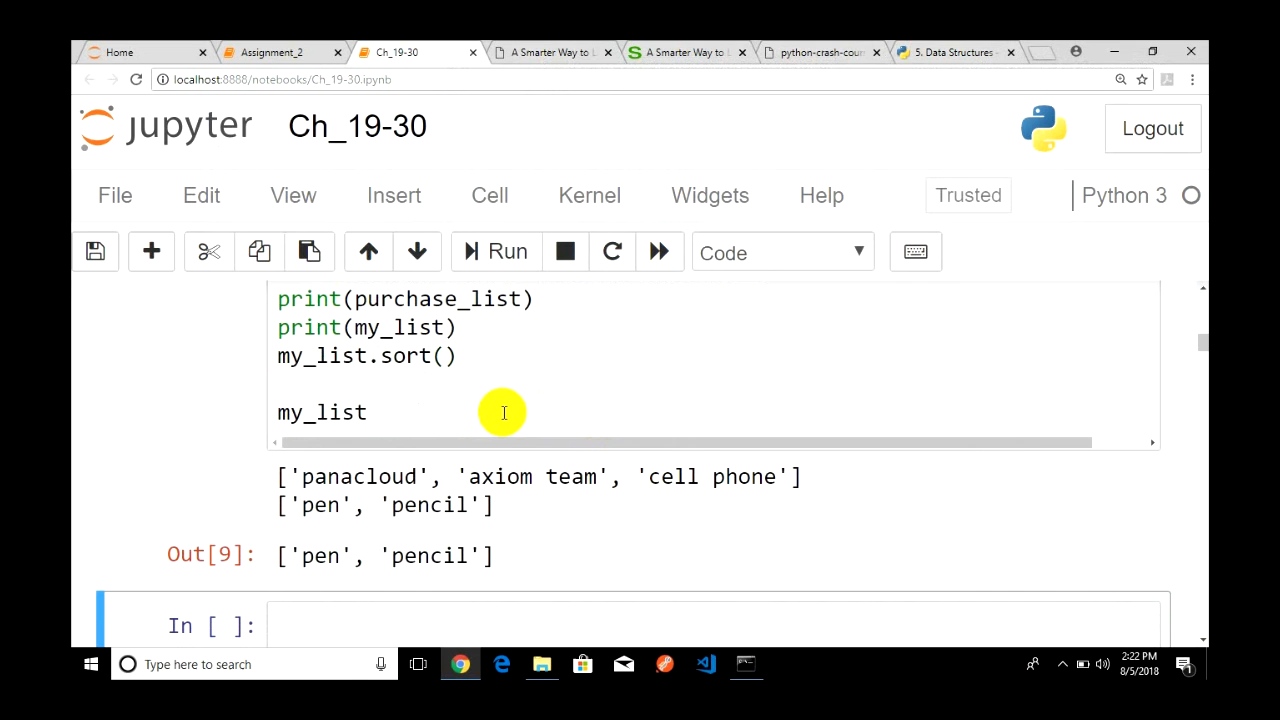 Home
Assignment_2
Ch_19-30
A Smarter Way to L
A Smarter Way to L
python-crash-cour
5. Data Structures -
localhost:8888/notebooks/Ch_19-30.ipynb
jupyter Ch_19-30
Logout
File Edit View Insert Cell Kernel Widgets Help Trusted Python 3
Run Code
print(purchase_list)
print(my_list)
my_list.sort()
my_list
['panacloud', 'axiom team', 'cell phone']
['pen', 'pencil']
Out[9]: ['pen', 'pencil']
In [ ]:
Type here to search
2:22 PM
8/5/2018
1